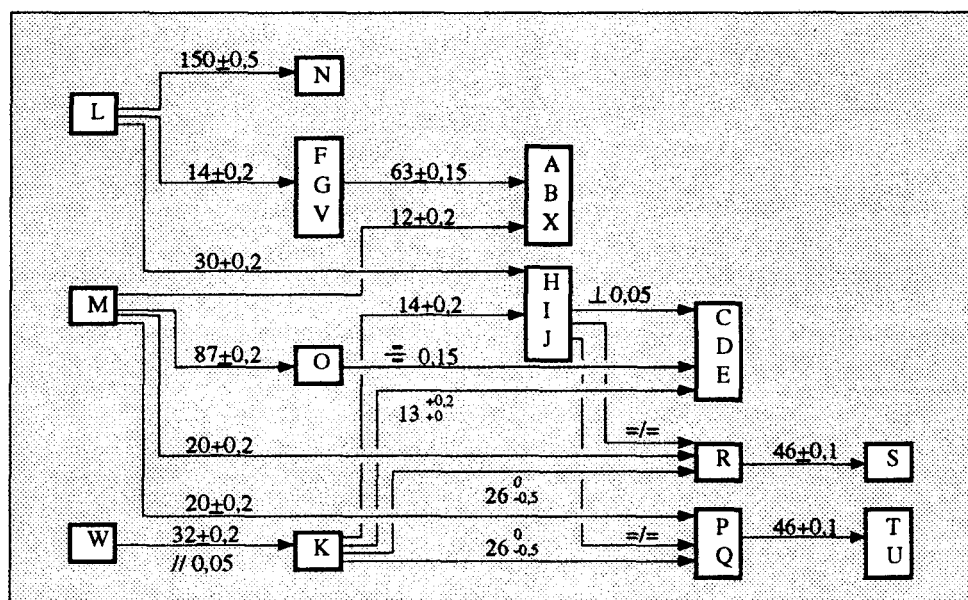 150±0,5
N
L
F
G
V
14±0,2
63±0,15
A
B
X
12±0,2
30±0,2
H
I
J
M
14±0,2
⊥ 0,05
C
D
E
87±0,2
O
0,15
13 +0,2 +0
=/=
20±0,2
R
46±0,1
S
26 0 -0,5
20±0,2
W
32±0,2
// 0,05
K
26 0 -0,5
=/=
P
Q
46±0,1
T
U